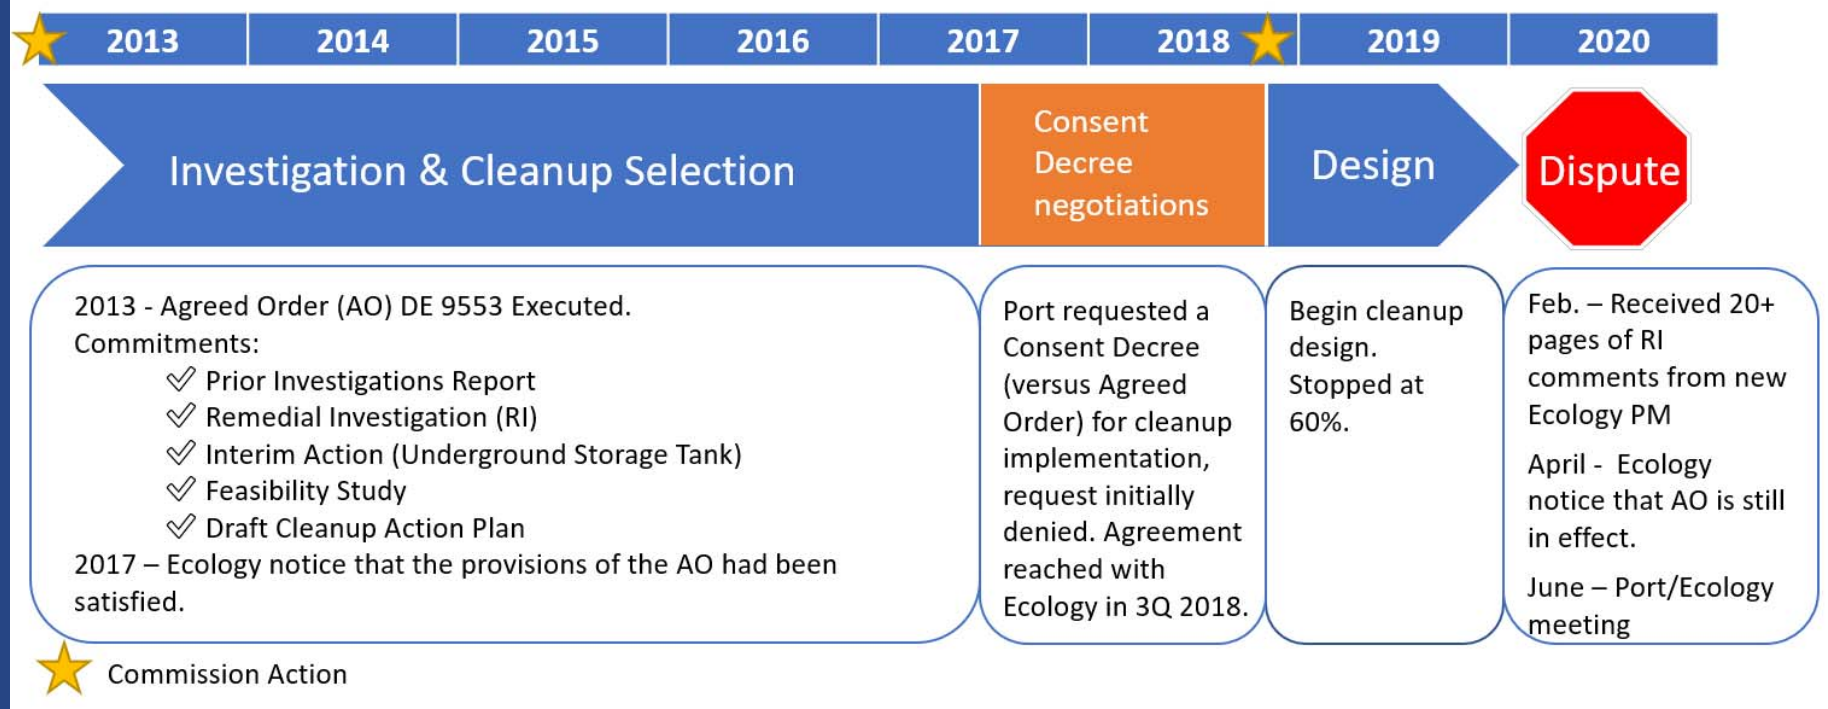 2013 2014 2015 2016 2017 2018 2019 2020
Investigation & Cleanup Selection
Consent
Decree
negotiations
Design
Dispute
2013 - Agreed Order (AO) DE 9553 Executed.
Commitments:
Prior Investigations Report
Remedial Investigation (RI)
Interim Action (Underground Storage Tank)
Feasibility Study
Draft Cleanup Action Plan
2017 – Ecology notice that the provisions of the AO had been
satisfied.
Port requested a
Consent Decree
(versus Agreed
Order) for cleanup
implementation,
request initially
denied. Agreement
reached with
Ecology in 3Q 2018.
Begin cleanup
design.
Stopped at
60%.
Feb. – Received 20+
pages of RI
comments from new
Ecology PM
April -  Ecology
notice that AO is still
in effect.
June – Port/Ecology
meeting
Commission Action